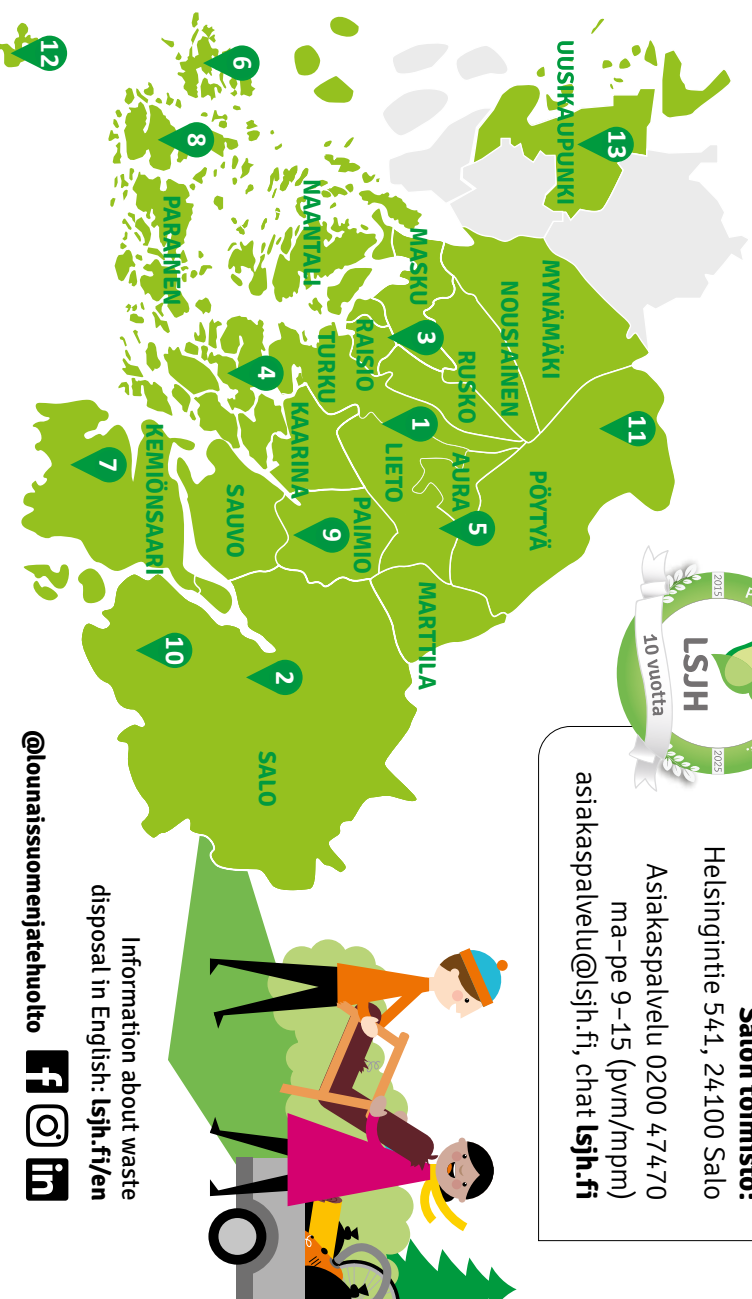 UUSIKAUPUNKI
13
MYNÄMÄKI
NOUSIAINEN
MASKU
RUSKO
3
RAISIO
NAANTALI
TURKU
6
8
12
PARAINEN
4
11
PÖYTYÄ
AURA
5
1
LIETO
KAARINA
PAIMIO
9
SAUVO
KEMIÖNSAARI
7
MARTTILA
2
10
SALO
2015
LSJH
10 vuotta
2025
Salon toimisto:
Helsingintie 541, 24100 Salo
Asiakaspalvelu 0200 47470
ma–pe 9–15 (pvm/mpm)
asiakaspalvelu@lsjh.fi, chat lsjh.fi
Information about waste
disposal in English: lsjh.fi/en
@lounaissuomenjatehuolto